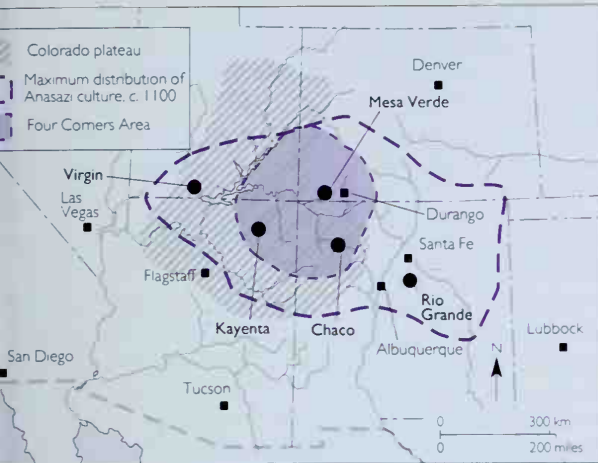 Colorado plateau
Maximum distribution of
Anasazi culture, c. 1100
Four Corners Area
Denver
Mesa Verde
Virgin
Las
Vegas
Durango
Santa Fe
Flagstaff
Rio
Grande
Kayenta
Chaco
Albuquerque
Lubbock
San Diego
N
Tucson
0 300 km
0 200 miles